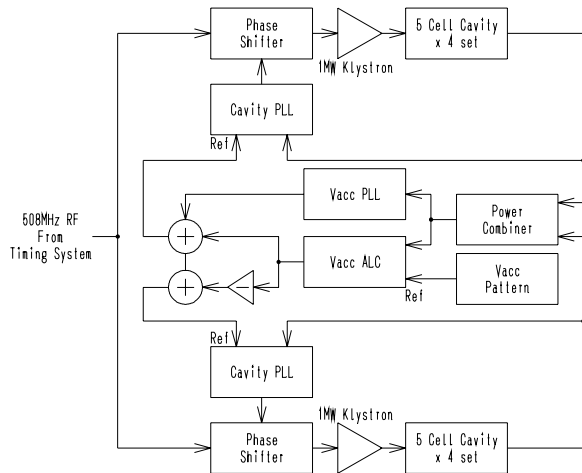 Phase
Shifter
1MW Klystron
5 Cell Cavity
x 4 set
Cavity PLL
Ref
508MHz RF
From
Timing System
Vacc PLL
Power
Combiner
+
Vacc ALC
+
−
Ref
Vacc
Pattern
Ref
Cavity PLL
1MW Klystron
Phase
Shifter
5 Cell Cavity
x 4 set